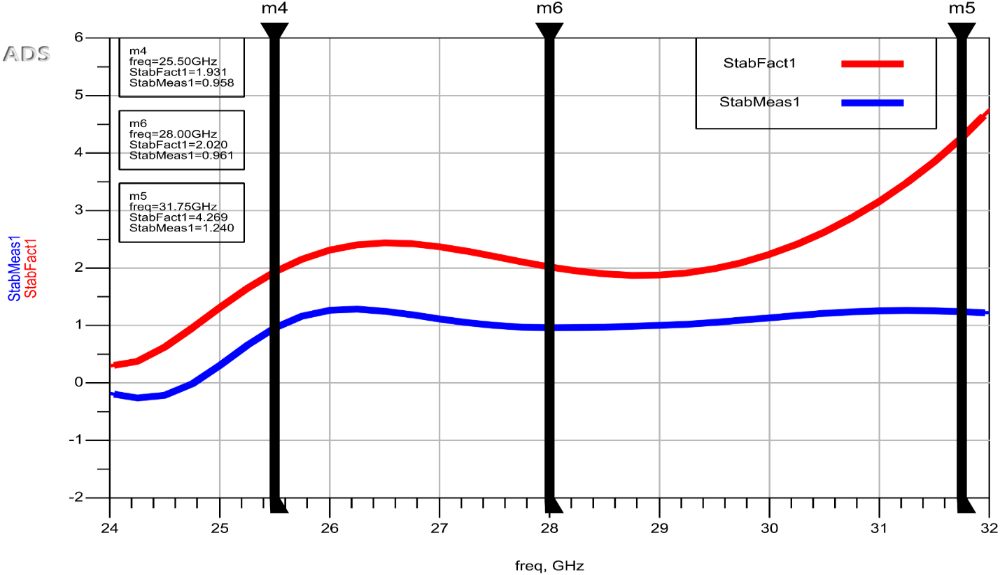 m4
m6
m5
ADS
m4
freq=25.50GHz
StabFact1=1.931
StabMeas1=0.958
m6
freq=28.00GHz
StabFact1=2.020
StabMeas1=0.961
m5
freq=31.75GHz
StabFact1=4.269
StabMeas1=1.240
StabFact1
StabMeas1
6
5
4
3
2
1
0
-1
-2
StabMeas1
StabFact1
24
25
26
27
28
29
30
31
32
freq, GHz